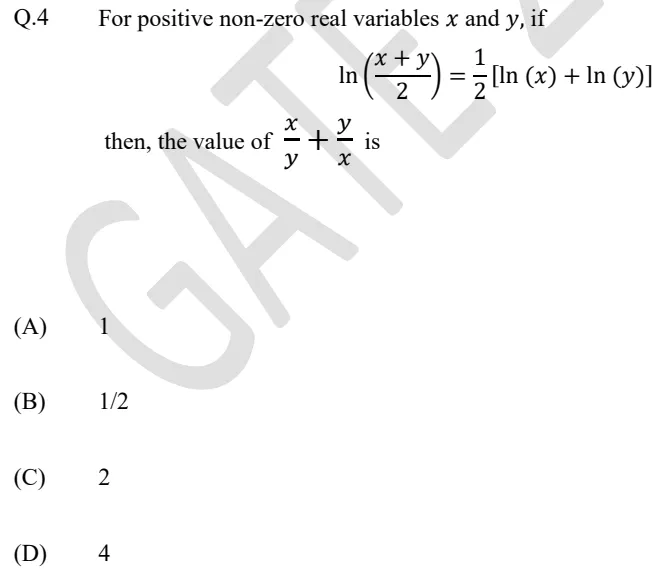 Q.4 For positive non-zero real variables x and y, if
ln((x + y)/2) = 1/2 [ln (x) + ln (y)]
then, the value of x/y + y/x is
(A) 1
(B) 1/2
(C) 2
(D) 4
GATE 2